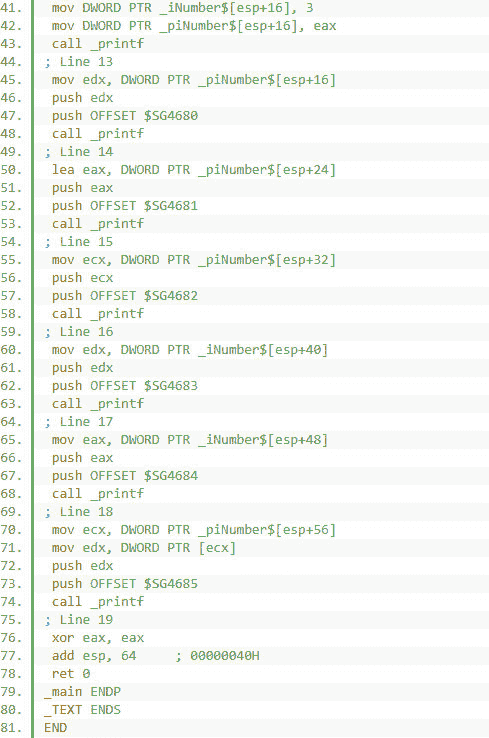 41. mov DWORD PTR _iNumber$[esp+16], 3
42. mov DWORD PTR _piNumber$[esp+16], eax
43. call _printf
44. ; Line 13
45. mov edx, DWORD PTR _piNumber$[esp+16]
46. push edx
47. push OFFSET $SG4680
48. call _printf
49. ; Line 14
50. lea eax, DWORD PTR _piNumber$[esp+24]
51. push eax
52. push OFFSET $SG4681
53. call _printf
54. ; Line 15
55. mov ecx, DWORD PTR _piNumber$[esp+32]
56. push ecx
57. push OFFSET $SG4682
58. call _printf
59. ; Line 16
60. mov edx, DWORD PTR _iNumber$[esp+40]
61. push edx
62. push OFFSET $SG4683
63. call _printf
64. ; Line 17
65. mov eax, DWORD PTR _iNumber$[esp+48]
66. push eax
67. push OFFSET $SG4684
68. call _printf
69. ; Line 18
70. mov ecx, DWORD PTR _piNumber$[esp+56]
71. mov edx, DWORD PTR [ecx]
72. push edx
73. push OFFSET $SG4685
74. call _printf
75. ; Line 19
76. xor eax, eax
77. add esp, 64 ; 00000040H
78. ret 0
79. _main ENDP
80. _TEXT ENDS
81. END